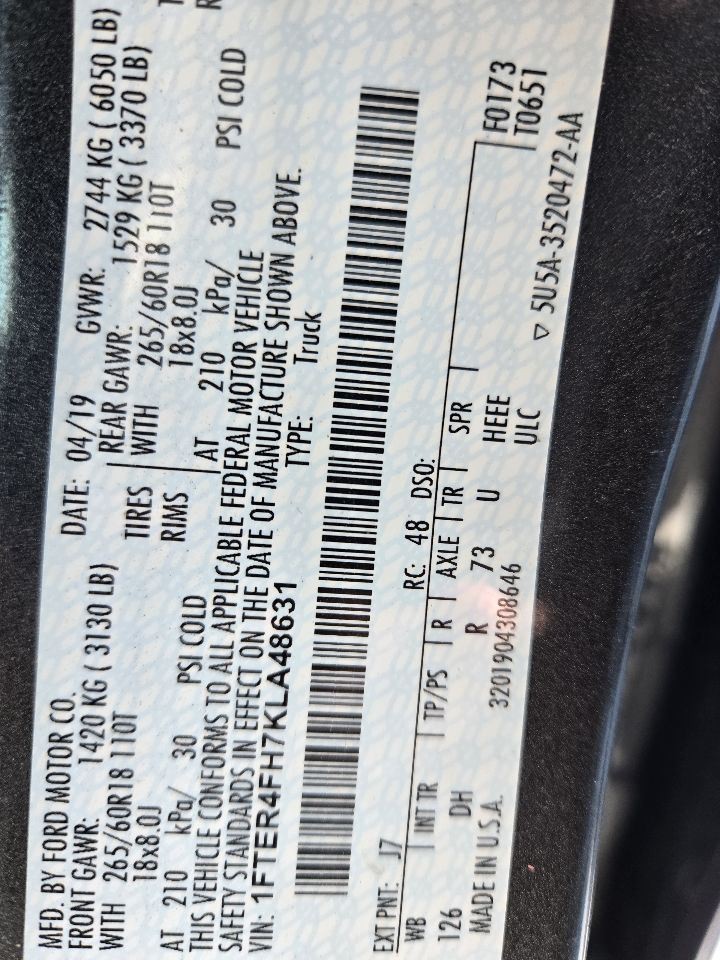 MFD. BY FORD MOTOR CO.
DATE: 04/19 GVWR: 2744 KG ( 6050 LB)
FRONT GAWR: 1420 KG ( 3130 LB) REAR GAWR: 1529 KG ( 3370 LB)
WITH 265/60R18 110T TIRES WITH 265/60R18 110T
18x8.0J RIMS 18x8.0J
AT 210 kPa/ 30 PSI COLD AT 210 kPa/ 30 PSI COLD
THIS VEHICLE CONFORMS TO ALL APPLICABLE FEDERAL MOTOR VEHICLE
SAFETY STANDARDS IN EFFECT ON THE DATE OF MANUFACTURE SHOWN ABOVE.
VIN: 1FTER4FH7KLA48631 TYPE: Truck
EXT PNT: J7 RC: 48 DSO:
WB INT TR TP/PS R AXLE TR SPR
126 DH R 73 U HEEE
ULC
F0173
T0651
MADE IN U.S.A. 3201904308646
▽ 5U5A-3520472-AA